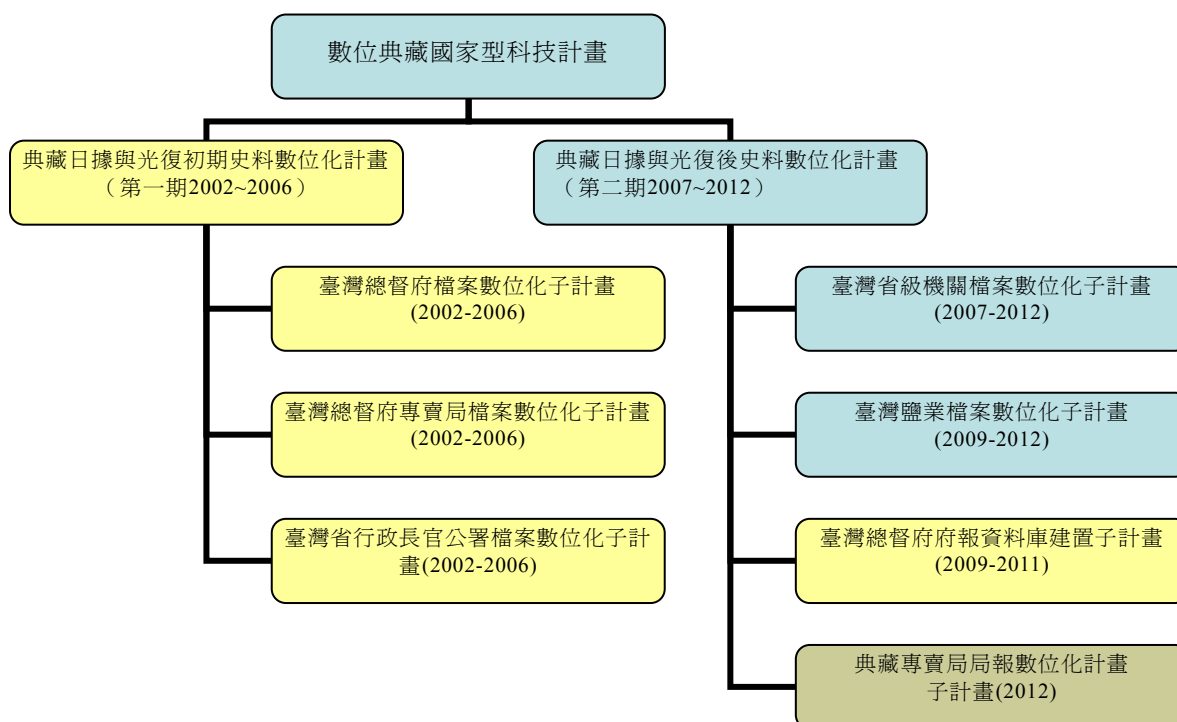 數位典藏國家型科技計畫
典藏日據與光復初期史料數位化計畫
（第一期2002~2006）
臺灣總督府檔案數位化子計畫
(2002-2006)
臺灣總督府專賣局檔案數位化子計畫
(2002-2006)
臺灣省行政長官公署檔案數位化子計
畫(2002-2006)
典藏日據與光復後史料數位化計畫
（第二期2007~2012）
臺灣省級機關檔案數位化子計畫
(2007-2012)
臺灣鹽業檔案數位化子計畫
(2009-2012)
臺灣總督府府報資料庫建置子計畫
(2009-2011)
典藏專賣局局報數位化計畫
子計畫(2012)